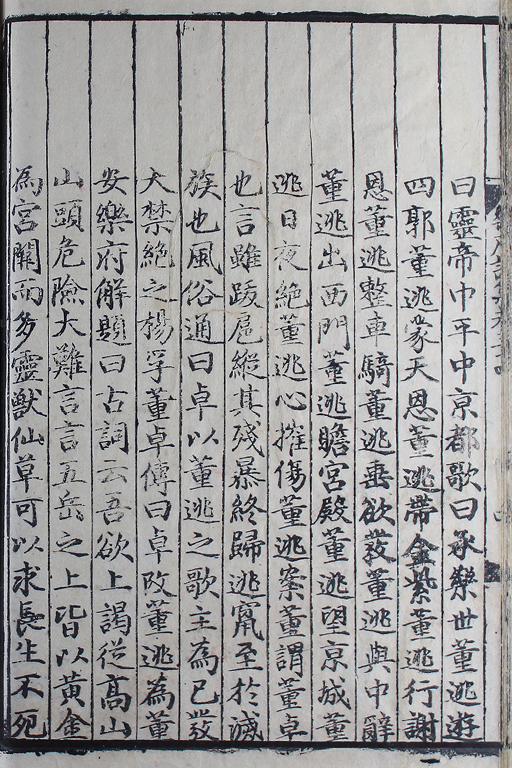 曰靈帝中平中京都歌曰承樂世董逃遊
四郭董逃蒙天恩董逃帶金紫董逃行謝
恩董逃整車騎董逃垂欲發董逃與中辭
董逃出西門董逃瞻宮殿董逃望京城董
逃日夜絕董逃心摧傷董逃案董謂董卓
也言雖跋扈縱其殘暴終歸逃竄至於滅
族也風俗通曰卓以董逃之歌主為己發
大禁絕之楊孚董卓傳曰卓改董逃為董
安樂府解題曰古詞云吾欲上謁從高山
山頭危險大難言言五岳之上皆以黃金
為宮闕而多靈獸仙草可以求長生不死